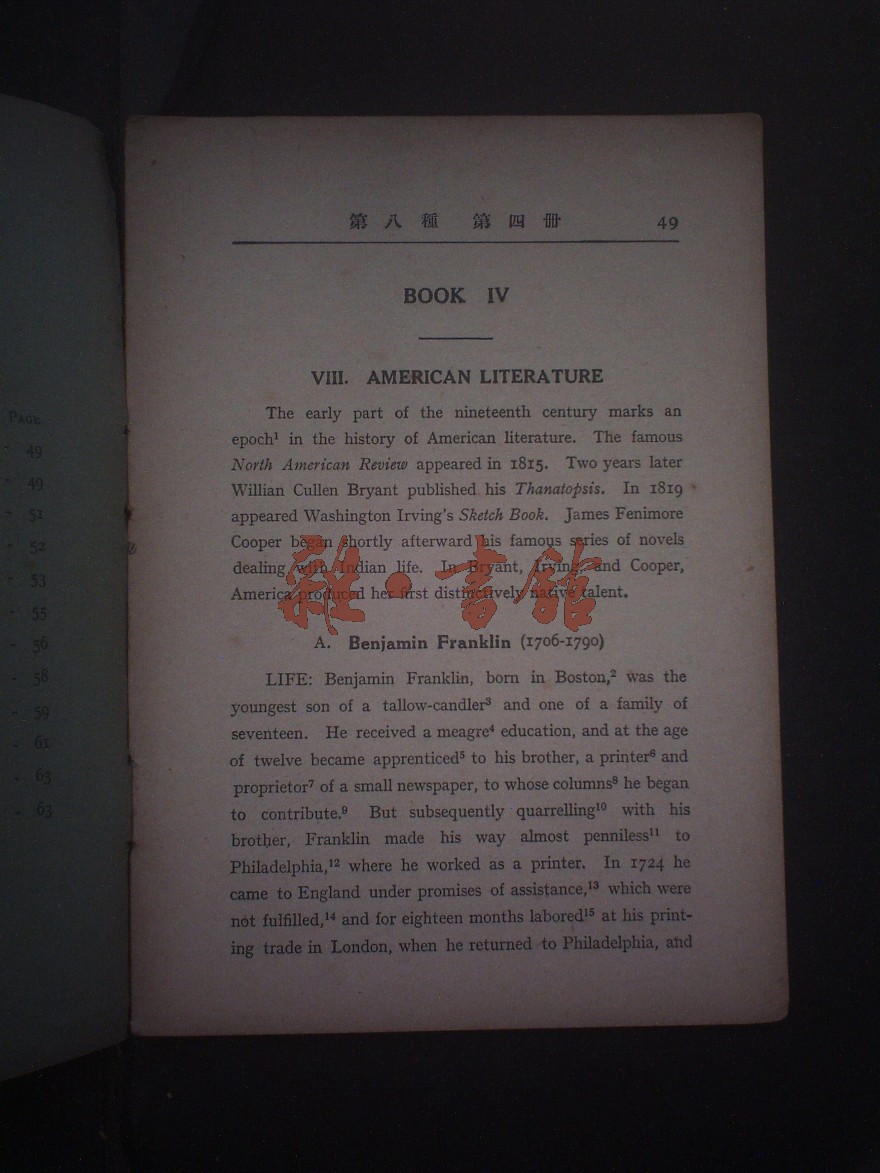 PAGE
- 49
- 49
- 51
- 52
- 53
- 55
- 56
- 58
- 59
- 61
- 63
- 63
第八種 第四冊 49
BOOK IV
VIII. AMERICAN LITERATURE
The early part of the nineteenth century marks an
epoch¹ in the history of American literature. The famous
North American Review appeared in 1815. Two years later
Willian Cullen Bryant published his Thanatopsis. In 1819
appeared Washington Irving's Sketch Book. James Fenimore
Cooper began shortly afterward his famous series of novels
dealing with Indian life. In Bryant, Irving, and Cooper,
America produced her first distinctively native talent.
雜·書館
A. Benjamin Franklin (1706-1790)
LIFE: Benjamin Franklin, born in Boston,² was the
youngest son of a tallow-candler³ and one of a family of
seventeen. He received a meagre⁴ education, and at the age
of twelve became apprenticed⁵ to his brother, a printer⁶ and
proprietor⁷ of a small newspaper, to whose columns⁸ he began
to contribute.⁹ But subsequently quarrelling¹⁰ with his
brother, Franklin made his way almost penniless¹¹ to
Philadelphia,¹² where he worked as a printer. In 1724 he
came to England under promises of assistance,¹³ which were
not fulfilled,¹⁴ and for eighteen months labored¹⁵ at his print-
ing trade in London, when he returned to Philadelphia, and